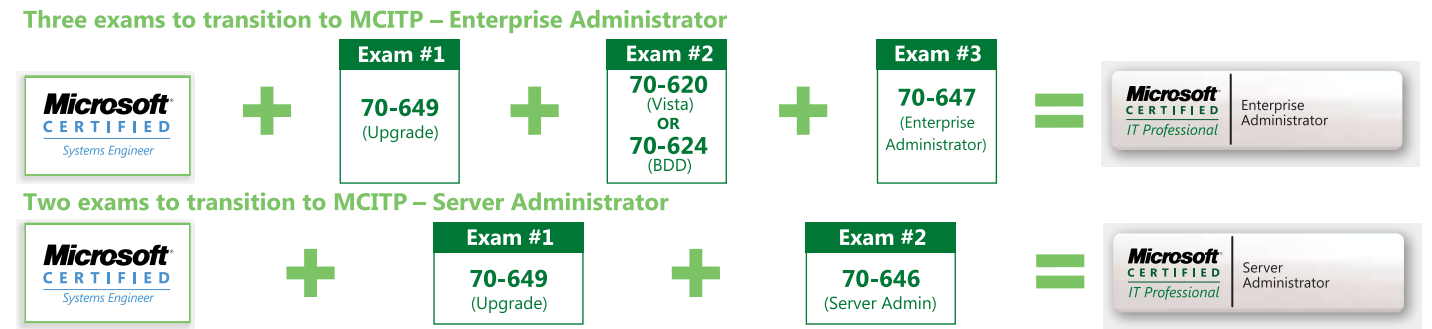 Three exams to transition to MCITP – Enterprise Administrator
Microsoft®
CERTIFIED
Systems Engineer
+
Exam #1
70-649
(Upgrade)
+
Exam #2
70-620
(Vista)
OR
70-624
(BDD)
+
Exam #3
70-647
(Enterprise
Administrator)
=
Microsoft®
CERTIFIED
IT Professional
Enterprise
Administrator
Two exams to transition to MCITP – Server Administrator
Microsoft®
CERTIFIED
Systems Engineer
+
Exam #1
70-649
(Upgrade)
+
Exam #2
70-646
(Server Admin)
=
Microsoft®
CERTIFIED
IT Professional
Server
Administrator